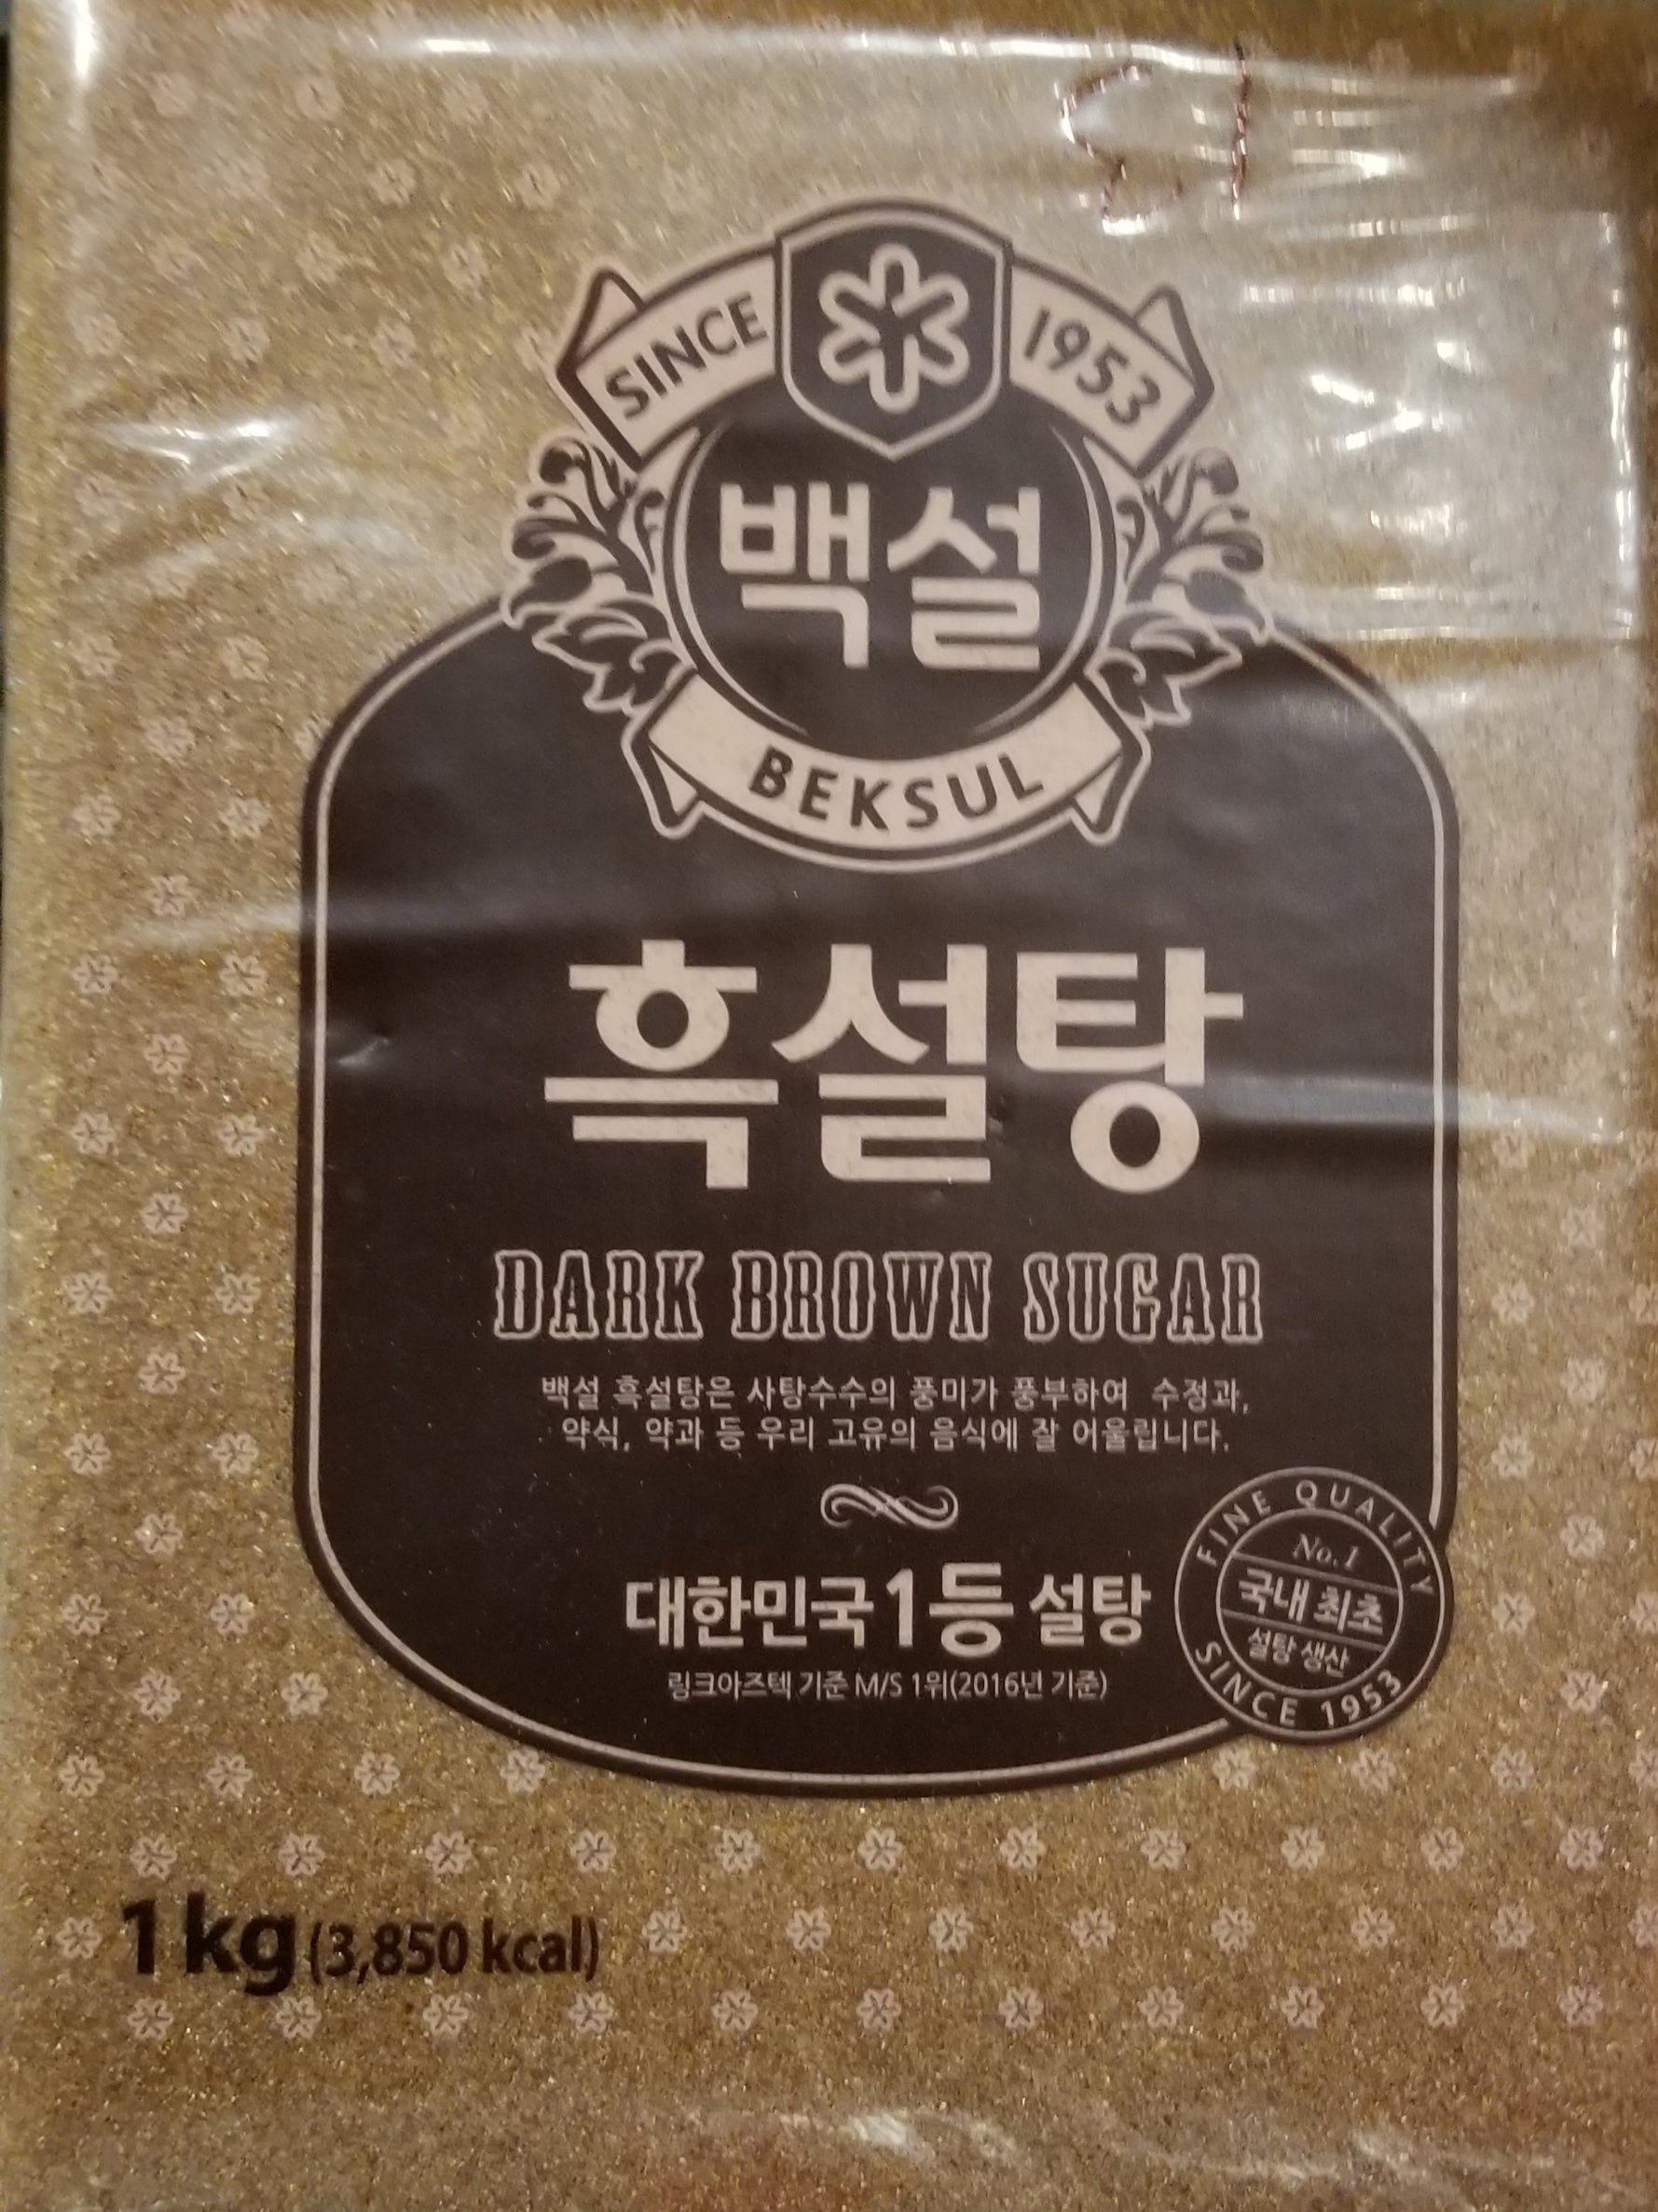 SINCE 1953
백설
BEKSUL
흑설탕
DARK BROWN SUGAR
백설 흑설탕은 사탕수수의 풍미가 풍부하여 수정과,
약식, 약과 등 우리 고유의 음식에 잘 어울립니다.
대한민국1등 설탕
링크아즈텍 기준 M/S 1위(2016년 기준)
FINE QUALITY
No.1
국내 최초
설탕 생산
SINCE 1953
1kg(3,850 kcal)